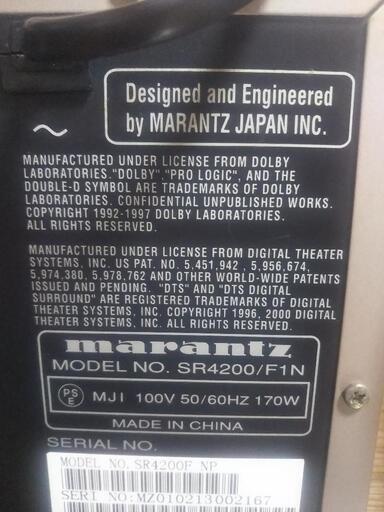 Designed and Engineered
by MARANTZ JAPAN INC.
MANUFACTURED UNDER LICENSE FROM DOLBY
LABORATORIES. "DOLBY", "PRO LOGIC", AND THE
DOUBLE-D SYMBOL ARE TRADEMARKS OF DOLBY
LABORATORIES. CONFIDENTIAL UNPUBLISHED WORKS.
COPYRIGHT 1992-1997 DOLBY LABORATORIES.
ALL RIGHTS RESERVED.
MANUFACTURED UNDER LICENSE FROM DIGITAL THEATER
SYSTEMS, INC. US PAT. NO. 5,451,942 , 5,956,674,
5,974,380, 5,978,762 AND OTHER WORLD-WIDE PATENTS
ISSUED AND PENDING. "DTS" AND "DTS DIGITAL
SURROUND" ARE REGISTERED TRADEMARKS OF DIGITAL
THEATER SYSTEMS, INC. COPYRIGHT 1996, 2000 DIGITAL
THEATER SYSTEMS, INC. ALL RIGHTS RESERVED.
marantz
MODEL NO. SR4200/F1N
PS E MJI 100V 50/60HZ 170W
MADE IN CHINA
SERIAL NO.
MODEL NO. SR4200F NP
SERI NO:MZ010213002167